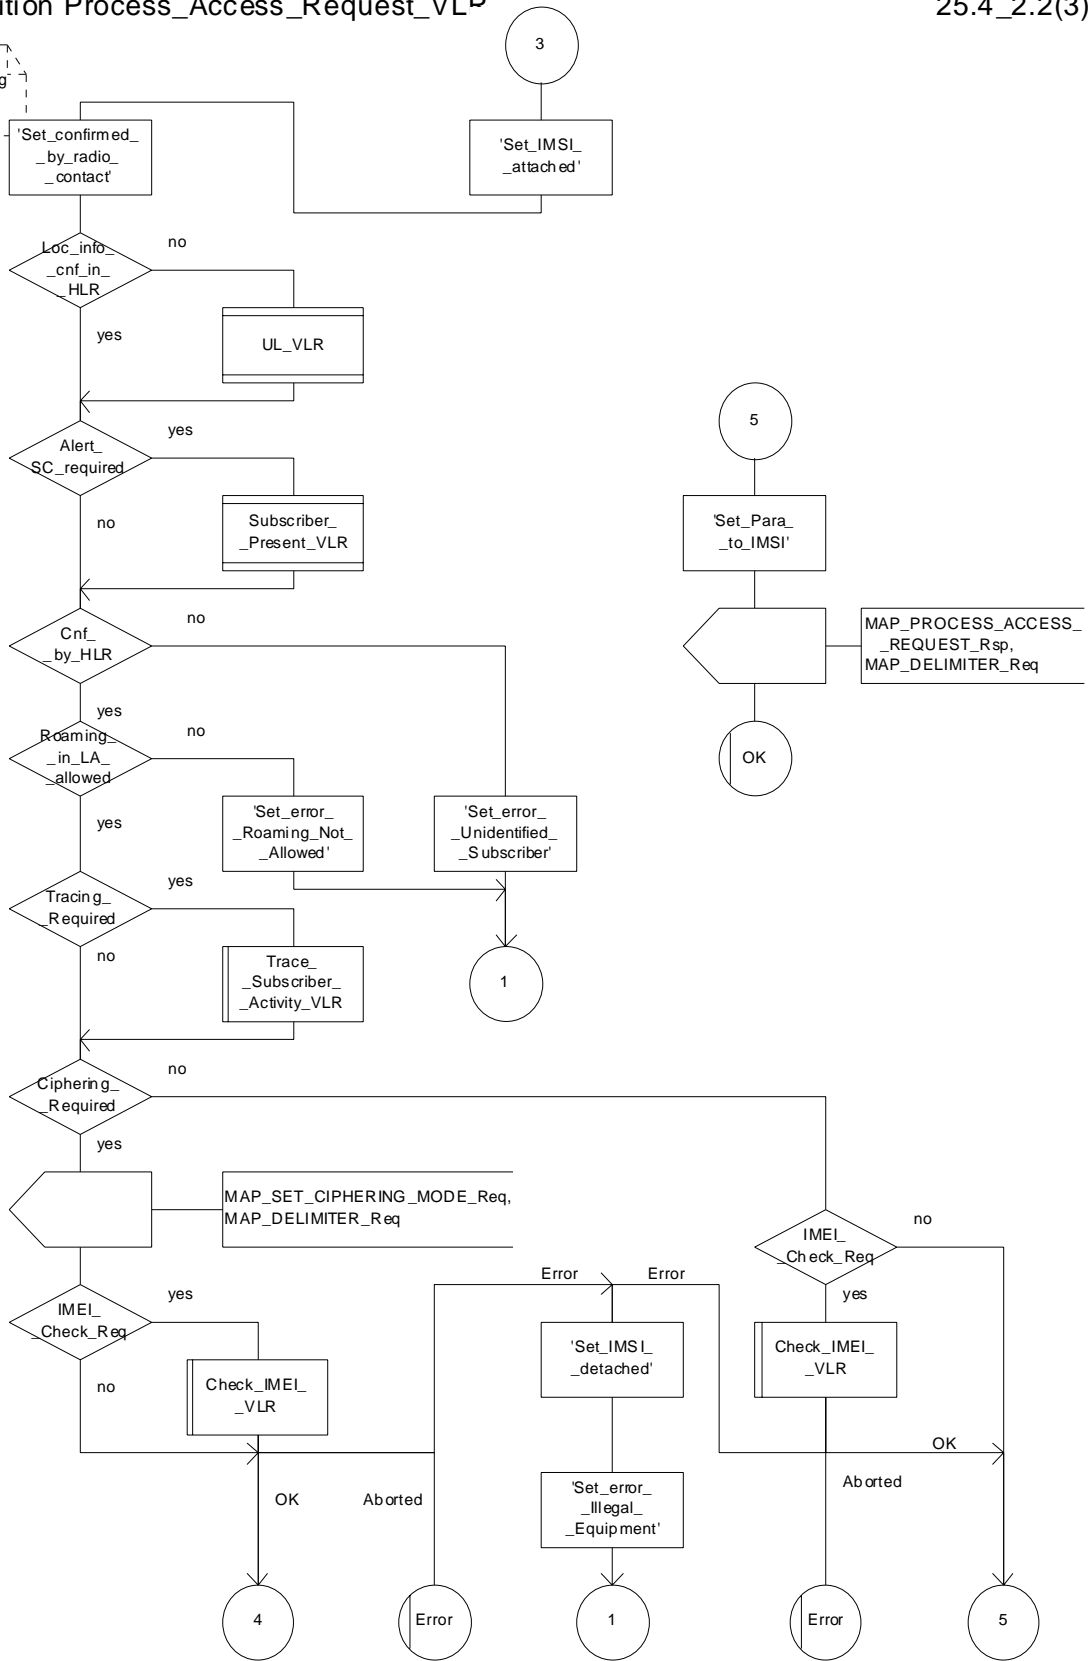 ition Process_Access_Request_VLR
25.4_2.2(3)
g
3
'Set_confirmed_
_by_radio_
_contact'
'Set_IMSI_
_attached'
Loc_info_
_cnf_in_
_HLR
no
yes
UL_VLR
Alert_
SC_required
yes
no
Subscriber_
_Present_VLR
5
'Set_Para_
_to_IMSI'
Cnf_
_by_HLR
no
yes
MAP_PROCESS_ACCESS_
_REQUEST_Rsp,
MAP_DELIMITER_Req
OK
Roaming_
_in_LA_
_allowed
no
yes
'Set_error_
_Roaming_Not_
_Allowed'
'Set_error_
_Unidentified_
_Subscriber'
Tracing_
_Required
yes
no
Trace_
_Subscriber_
_Activity_VLR
1
Ciphering_
_Required
no
yes
MAP_SET_CIPHERING_MODE_Req,
MAP_DELIMITER_Req
IMEI_
_Check_Req
no
yes
IMEI_
_Check_Req
yes
no
Error
Error
Check_IMEI_
_VLR
'Set_IMSI_
_detached'
Check_IMEI_
_VLR
OK
Aborted
'Set_error_
_Illegal_
_Equipment'
OK
Aborted
4
Error
1
Error
5